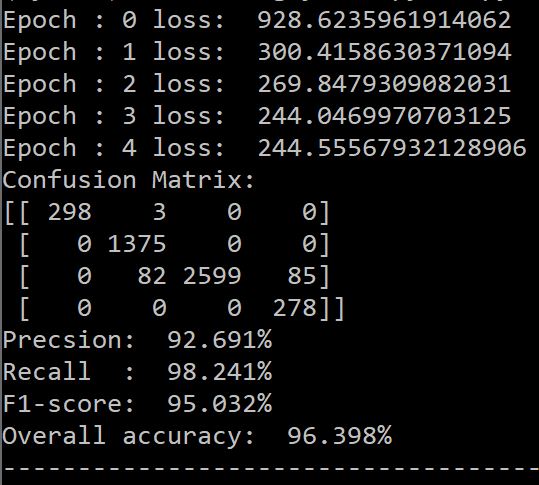 Epoch : 0 loss:  928.6235961914062
Epoch : 1 loss:  300.4158630371094
Epoch : 2 loss:  269.8479309082031
Epoch : 3 loss:  244.0469970703125
Epoch : 4 loss:  244.55567932128906
Confusion Matrix:
[[ 298    3    0    0]
 [   0 1375    0    0]
 [   0   82 2599   85]
 [   0    0    0  278]]
Precsion:  92.691%
Recall  :  98.241%
F1-score:  95.032%
Overall accuracy:  96.398%
-----------------------------------